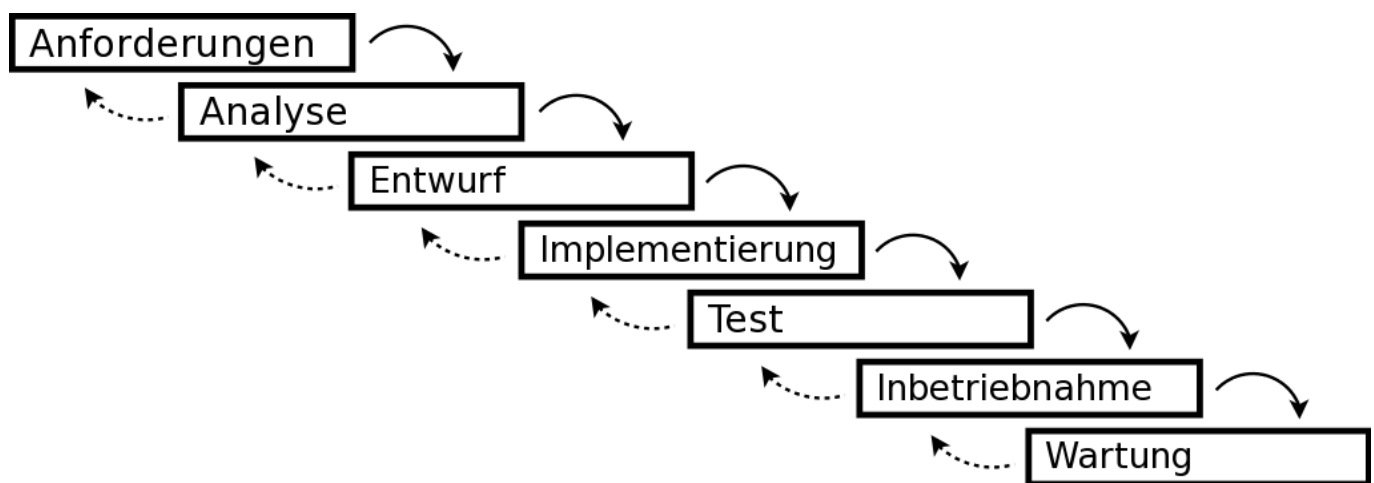 Anforderungen
Analyse
Entwurf
Implementierung
Test
Inbetriebnahme
Wartung